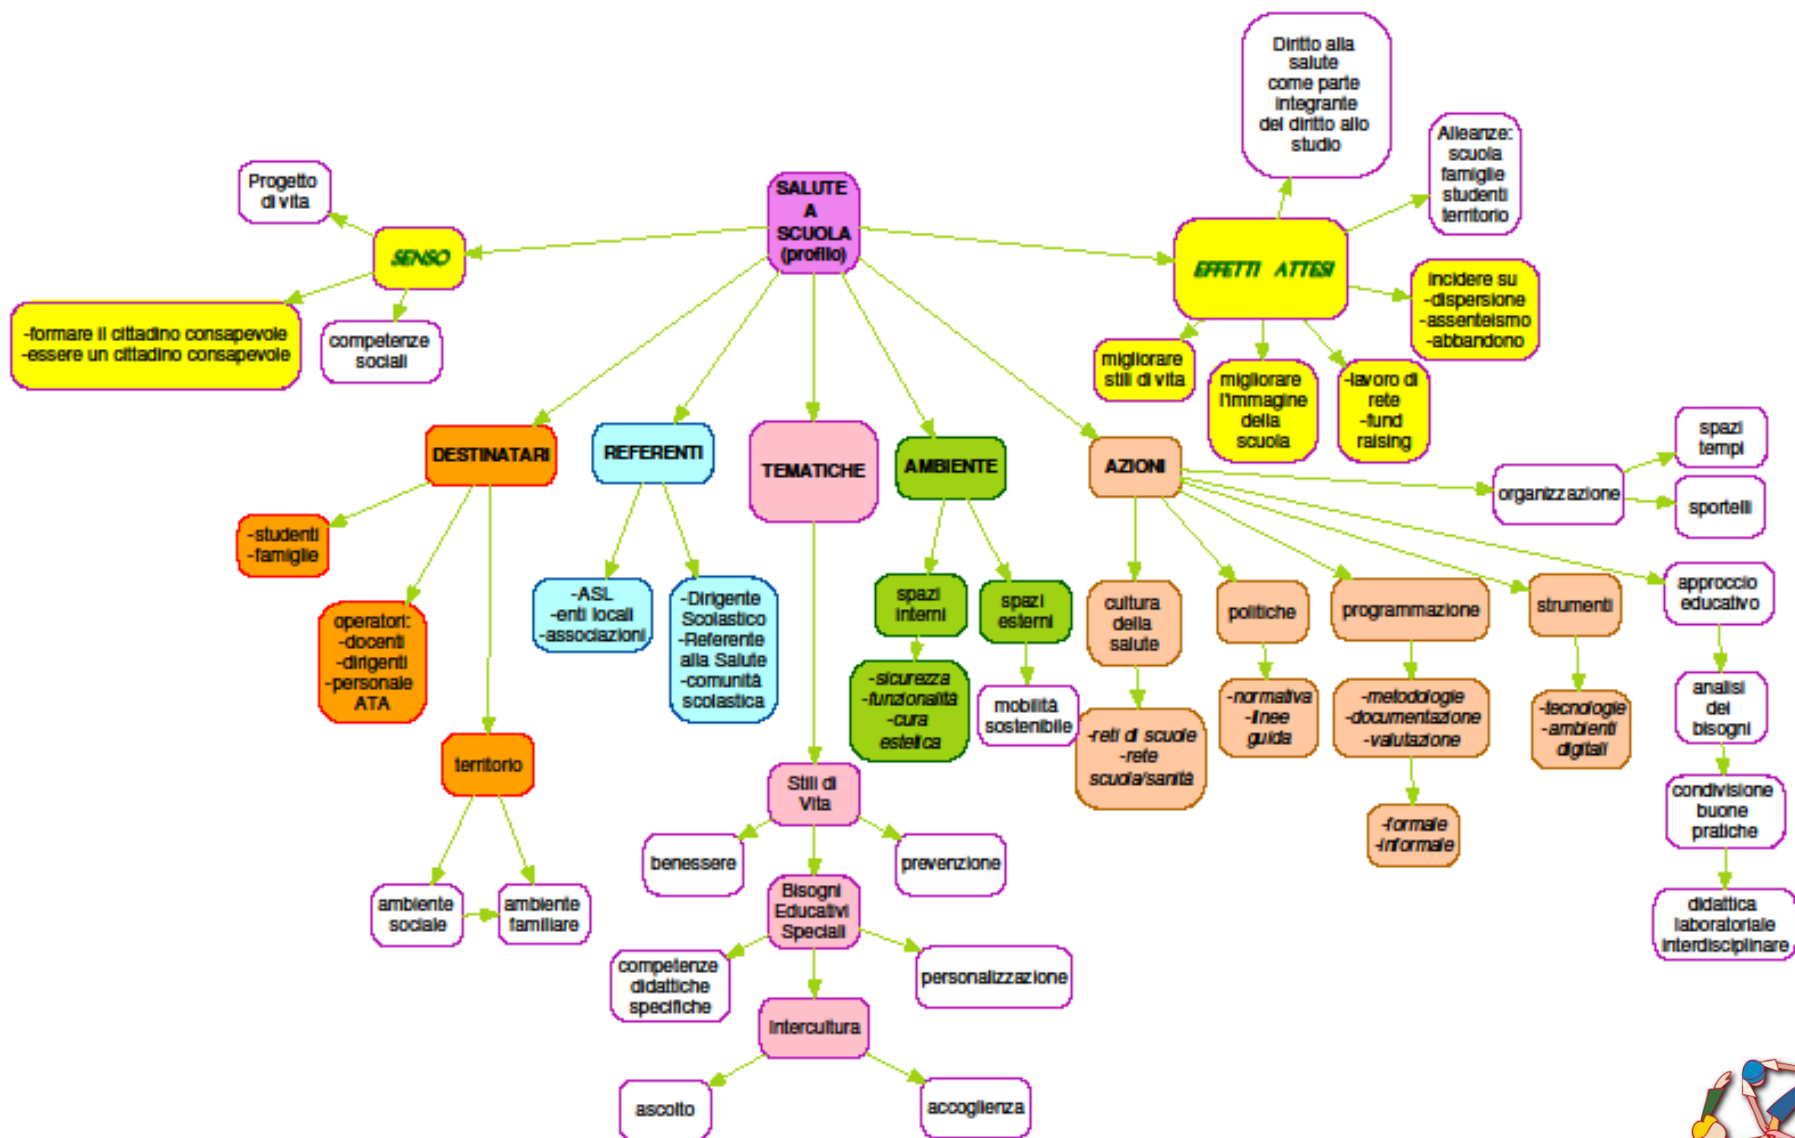 Diritto alla
salute
come parte
integrante
del diritto allo
studio
Alleanze:
scuola
famiglie
studenti
territorio
Progetto
di vita
SALUTE
A
SCUOLA
(profilo)
SENSO
EFFETTI ATTESI
incidere su
-dispersione
-assenteismo
-abbandono
-formare il cittadino consapevole
-essere un cittadino consapevole
competenze
sociali
migliorare
stili di vita
migliorare
l'immagine
della
scuola
-lavoro di
rete
-fund
raising
DESTINATARI
REFERENTI
TEMATICHE
AMBIENTE
AZIONI
organizzazione
spazi
tempi
sportelli
-studenti
-famiglie
operatori:
-docenti
-dirigenti
-personale
ATA
territorio
ambiente
sociale
ambiente
familiare
-ASL
-enti locali
-associazioni
-Dirigente
Scolastico
-Referente
alla Salute
-comunità
scolastica
spazi
interni
spazi
esterni
-sicurezza
-funzionalità
-cura
estetica
mobilità
sostenibile
cultura
della
salute
politiche
programmazione
strumenti
approccio
educativo
-reti di scuole
-rete
scuola/sanità
-normativa
-linee
guida
-metodologie
-documentazione
-valutazione
-formale
-informale
-tecnologie
-ambienti
digitali
analisi
dei
bisogni
condivisione
buone
pratiche
didattica
laboratoriale
interdisciplinare
Stili di
Vita
benessere
prevenzione
Bisogni
Educativi
Speciali
competenze
didattiche
specifiche
personalizzazione
Intercultura
ascolto
accoglienza